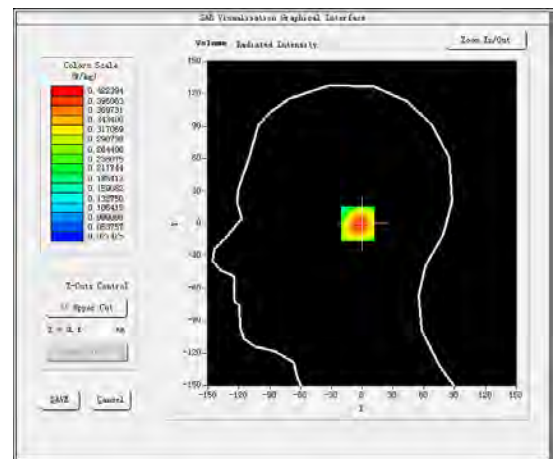 SAR Visualisation Graphical Interface
Volume Radiated Intensity
Zoom In/Out
Colors Scale
(W/kg)
0.422394
0.396063
0.369731
0.343400
0.317069
0.290738
0.264406
0.238075
0.211744
0.185413
0.159082
0.132750
0.106419
0.080088
0.053757
150
90
30
0
-30
-60
-90
-120
-150
-150 -120 -90 -60 -30 0 30 60 90 120 150
Y
X
Z-Cuts Control
Upper Cut
Z =
mm
SAVE
Cancel